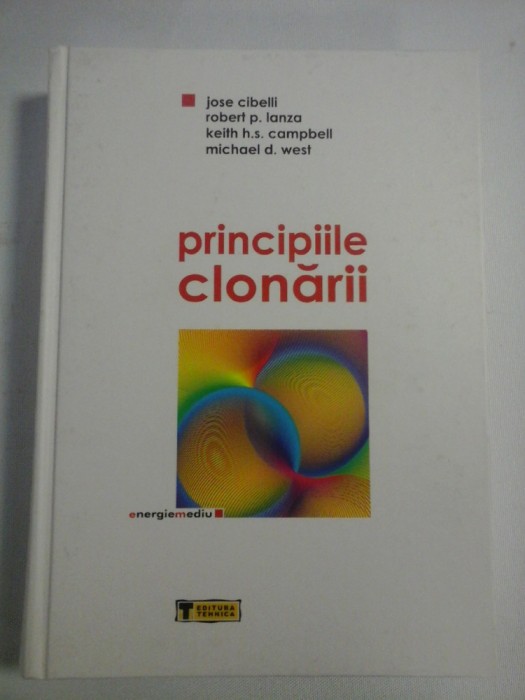 jose cibelli
robert p. lanza
keith h.s. campbell
michael d. west
principiile
clonării
energiemediu
T EDITURA
TEHNICA